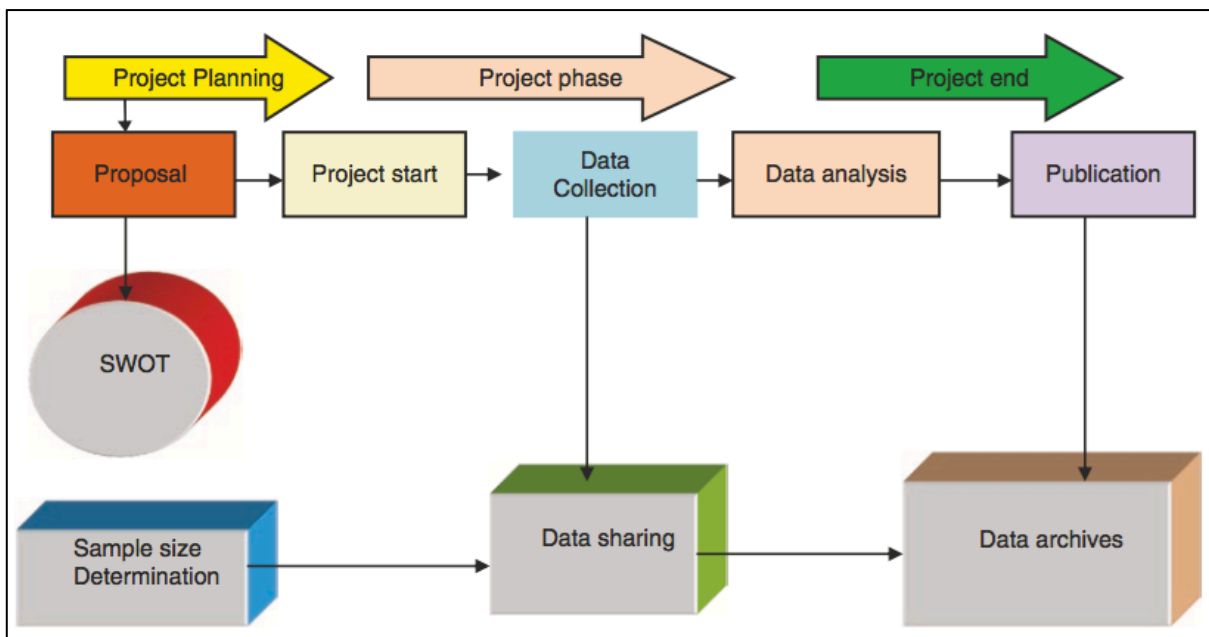 Project Planning
Project phase
Project end
Proposal
Project start
Data
Collection
Data analysis
Publication
SWOT
Sample size
Determination
Data sharing
Data archives